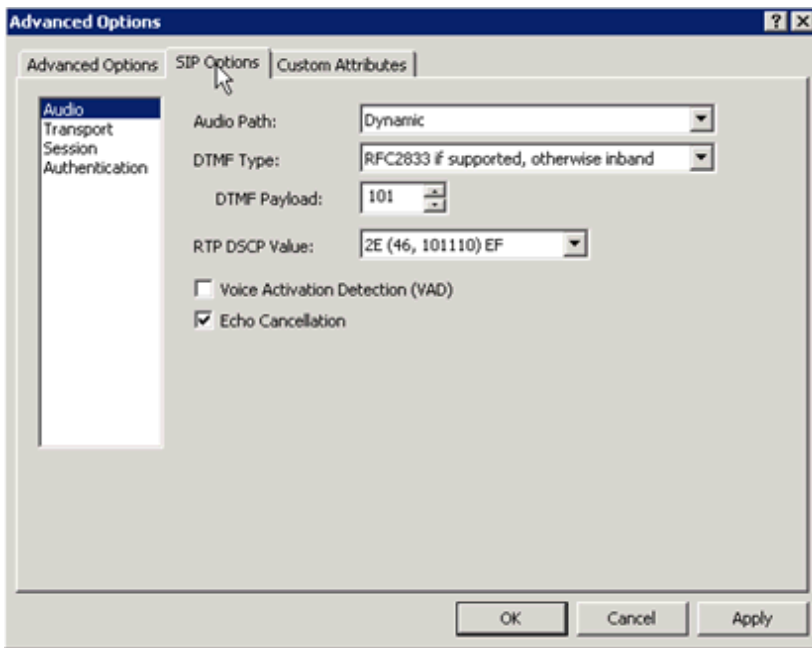 Advanced Options
Advanced Options SIP Options Custom Attributes
Audio
Transport
Session
Authentication
Audio Path: Dynamic
DTMF Type: RFC2833 if supported, otherwise inband
DTMF Payload: 101
RTP DSCP Value: 2E (46, 101110) EF
Voice Activation Detection (VAD)
Echo Cancellation
OK Cancel Apply